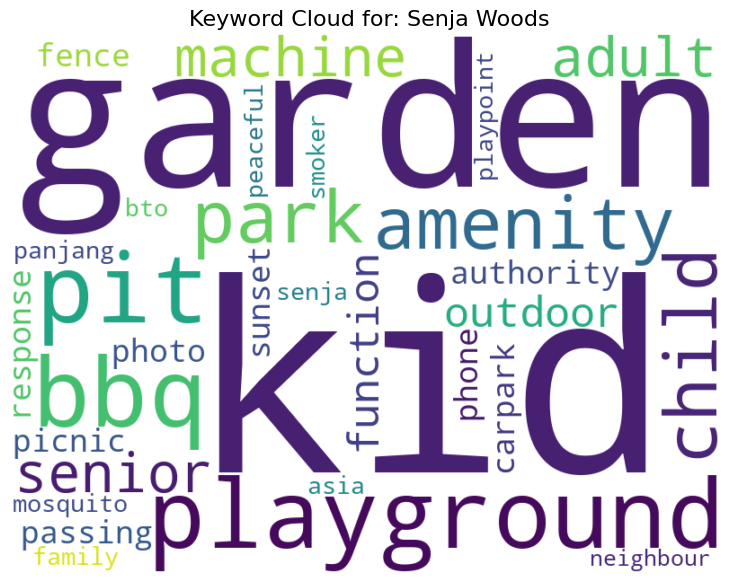 Keyword Cloud for: Senja Woods
fence
machine
adult
garden
peaceful
smoker
playpoint
bto
park
amenity
panjang
pit
sunset
senja
function
authority
outdoor
child
response
photo
kid
bbq
phone
carpark
picnic
senior
asia
playground
mosquito
passing
family
neighbour